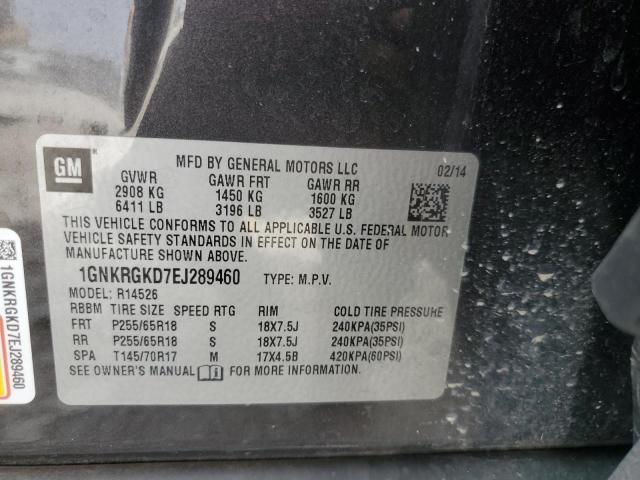 GM
MFD BY GENERAL MOTORS LLC
02/14
GVWR GAWR FRT GAWR RR
2908 KG 1450 KG 1600 KG
6411 LB 3196 LB 3527 LB
THIS VEHICLE CONFORMS TO ALL APPLICABLE U.S. FEDERAL MOTOR
VEHICLE SAFETY STANDARDS IN EFFECT ON THE DATE OF
MANUFACTURE SHOWN ABOVE.
1GNKRGKD7EJ289460 TYPE: M.P.V.
MODEL: R14526
RBBM TIRE SIZE SPEED RTG RIM COLD TIRE PRESSURE
FRT P255/65R18 S 18X7.5J 240KPA(35PSI)
RR P255/65R18 S 18X7.5J 240KPA(35PSI)
SPA T145/70R17 M 17X4.5B 420KPA(60PSI)
SEE OWNER'S MANUAL FOR MORE INFORMATION.
1GNKRGKD7EJ289460